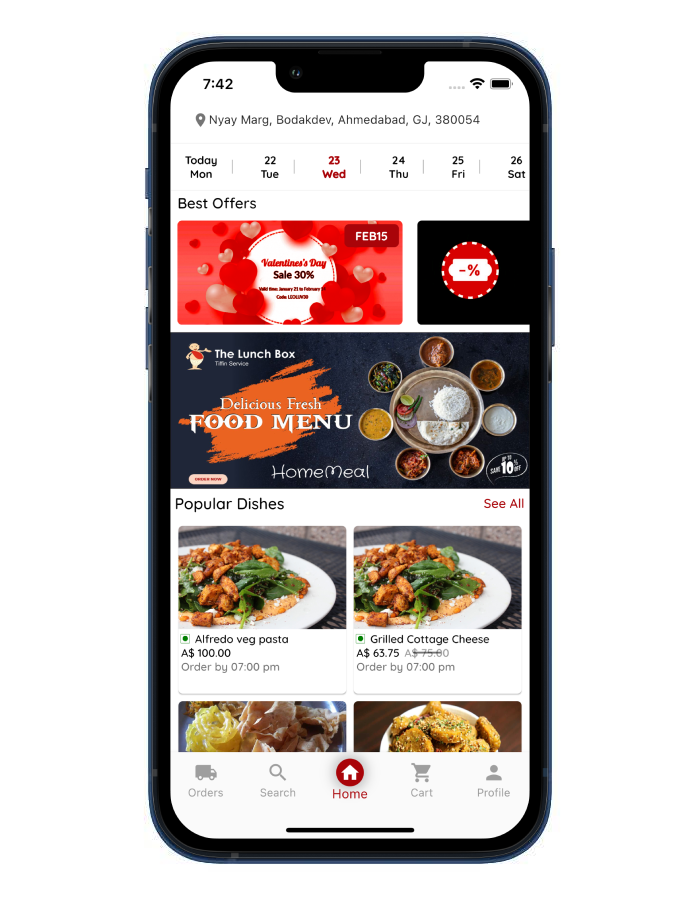 7:42
Nyay Marg, Bodakdev, Ahmedabad, GJ, 380054
Today 22 23 24 25 26
Mon Tue Wed Thu Fri Sat
Best Offers
FEB15
Valentines's Day
Sale 30%
Valid time: January 21 to February
Code:
-%
The Lunch Box
Tiffin Service
Delicious Fresh
FOOD MENU
HomeMeal
ORDER NOW
UP TO
SAVE 10% OFF
Popular Dishes See All
Alfredo veg pasta
A$ 100.00
Order by 07:00 pm
Grilled Cottage Cheese
A$ 63.75 A$ 75.00
Order by 07:00 pm
Orders Search Home Cart Profile